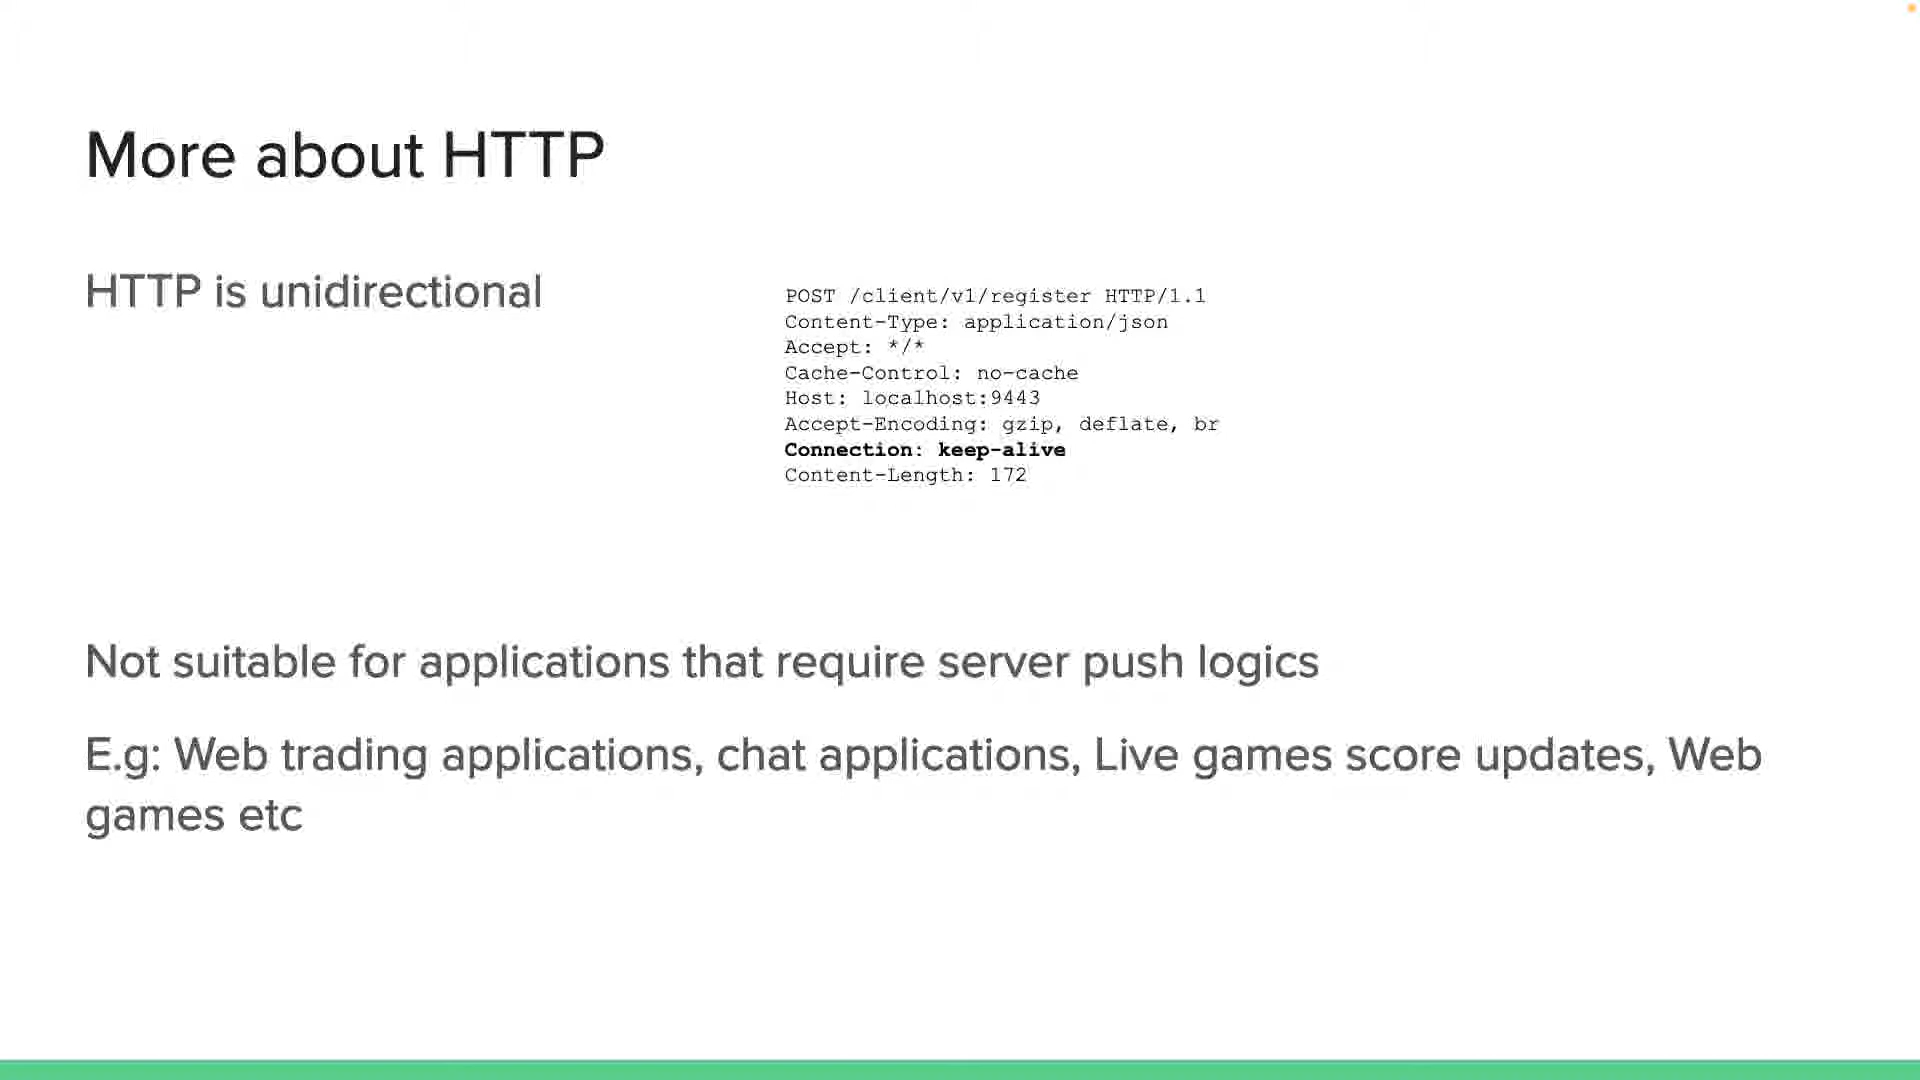 More about HTTP
HTTP is unidirectional
POST /client/v1/register HTTP/1.1
Content-Type: application/json
Accept: */*
Cache-Control: no-cache
Host: localhost:9443
Accept-Encoding: gzip, deflate, br
Connection: keep-alive
Content-Length: 172
Not suitable for applications that require server push logics
E.g: Web trading applications, chat applications, Live games score updates, Web
games etc